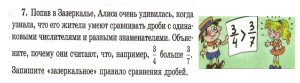 7. Попав в Зазеркалье, Алиса очень удивилась, когда
узнала, что его жители умеют сравнивать дроби с одина-
ковыми числителями и разными знаменателями. Объяс-
ните, почему они считают, что, например, 3/4 больше 3/7.
Запишите «зазеркальное» правило сравнения дробей.
3/4 > 3/7